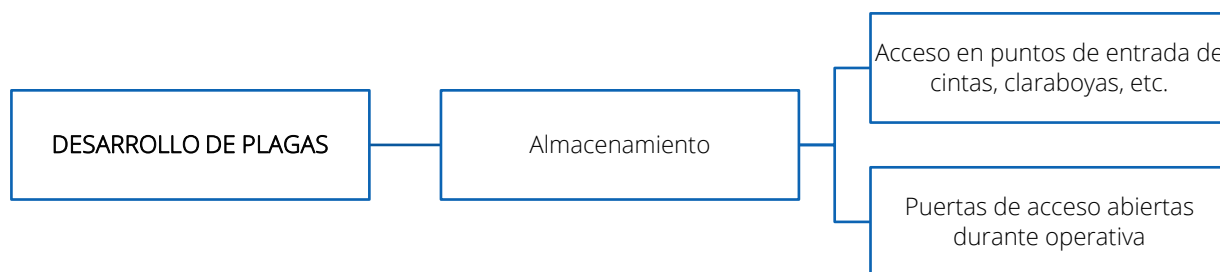 DESARROLLO DE PLAGAS
Almacenamiento
Acceso en puntos de entrada de
cintas, claraboyas, etc.
Puertas de acceso abiertas
durante operativa